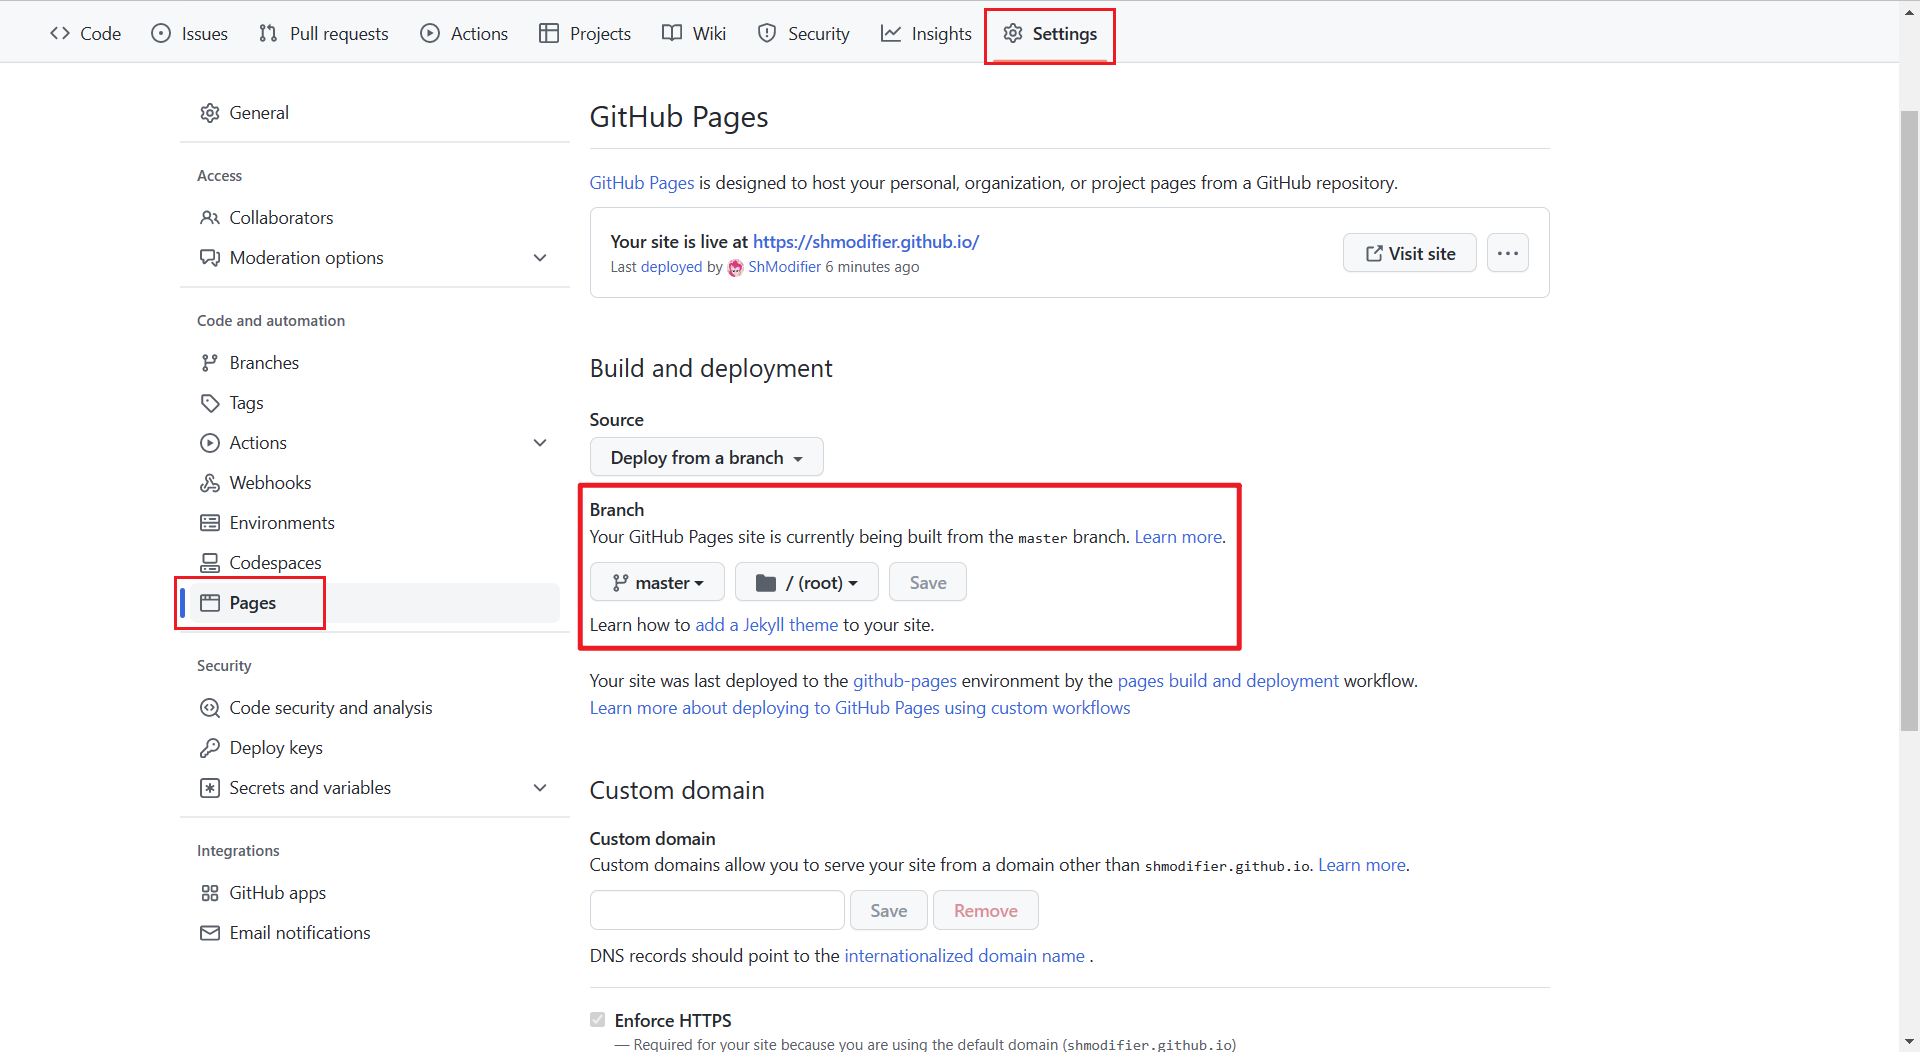 Code Issues Pull requests Actions Projects Wiki Security Insights Settings
General
Access
Collaborators
Moderation options
Code and automation
Branches
Tags
Actions
Webhooks
Environments
Codespaces
Pages
Security
Code security and analysis
Deploy keys
Secrets and variables
Integrations
GitHub apps
Email notifications
GitHub Pages
GitHub Pages is designed to host your personal, organization, or project pages from a GitHub repository.
Your site is live at https://shmodifier.github.io/
Last deployed by ShModifier 6 minutes ago
Visit site
Build and deployment
Source
Deploy from a branch
Branch
Your GitHub Pages site is currently being built from the master branch. Learn more.
master / (root) Save
Learn how to add a Jekyll theme to your site.
Your site was last deployed to the github-pages environment by the pages build and deployment workflow.
Learn more about deploying to GitHub Pages using custom workflows
Custom domain
Custom domain
Custom domains allow you to serve your site from a domain other than shmodifier.github.io. Learn more.
Save Remove
DNS records should point to the internationalized domain name .
Enforce HTTPS
— Required for your site because you are using the default domain (shmodifier.github.io)